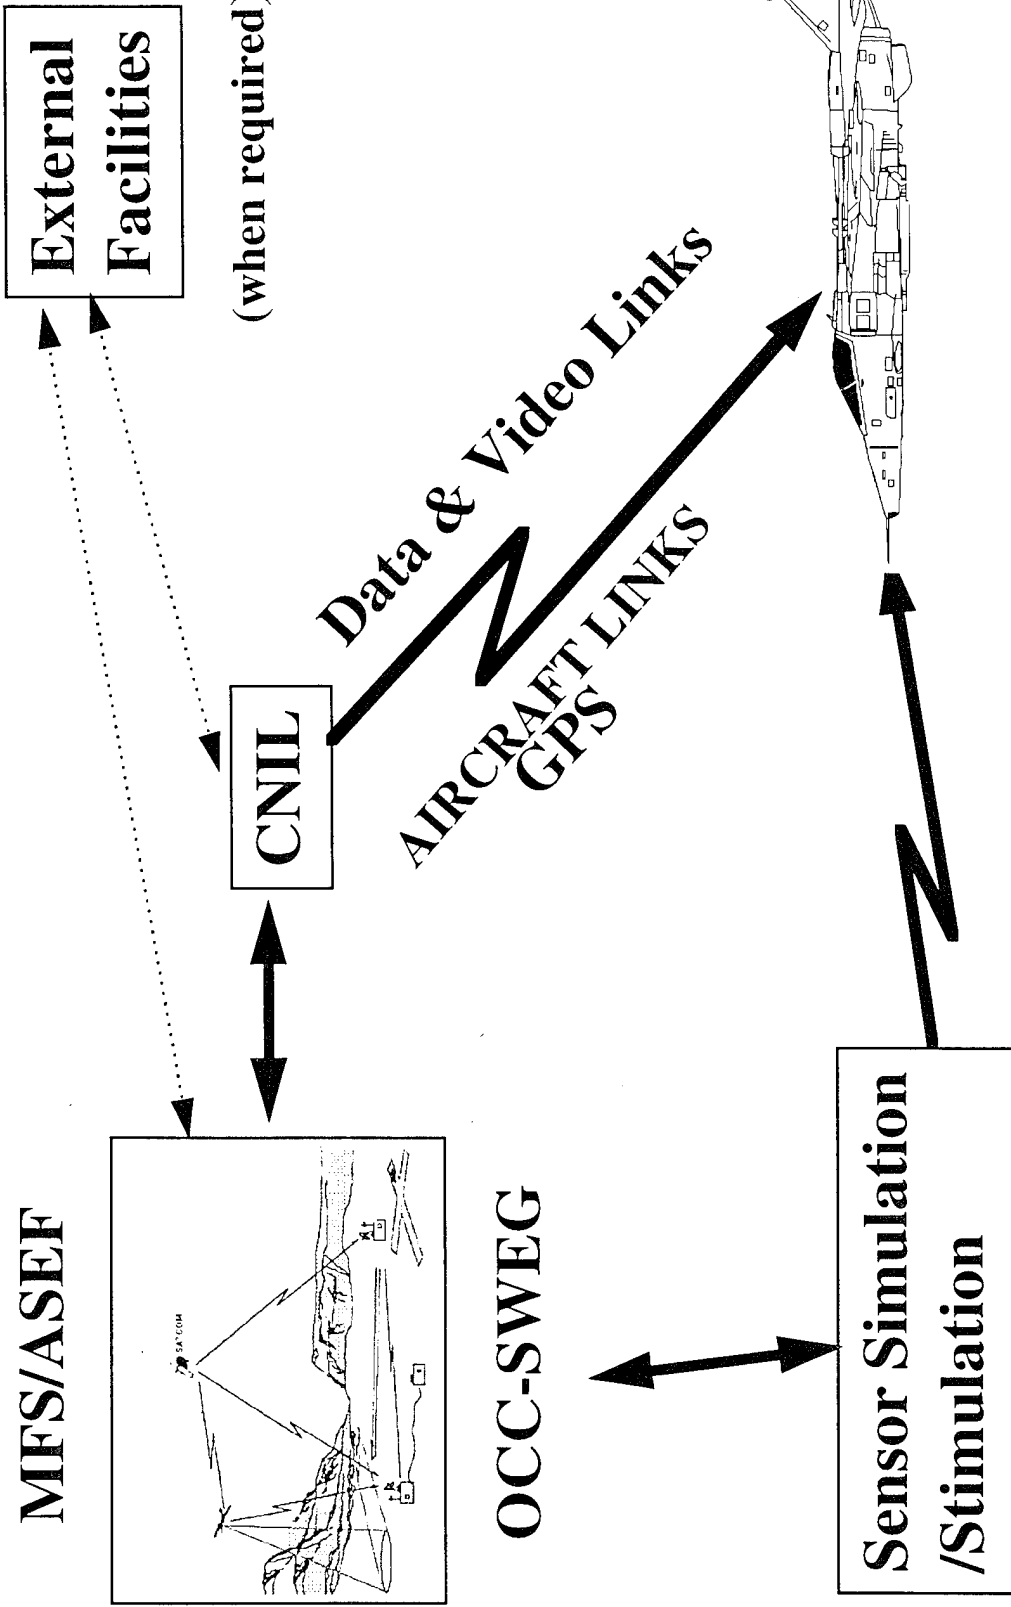 MFS/ASEF
SATCOM
OCC-SWEG
CNIL
External
Facilities
(when required)
Data & Video Links
AIRCRAFT LINKS
GPS
Sensor Simulation
/Stimulation